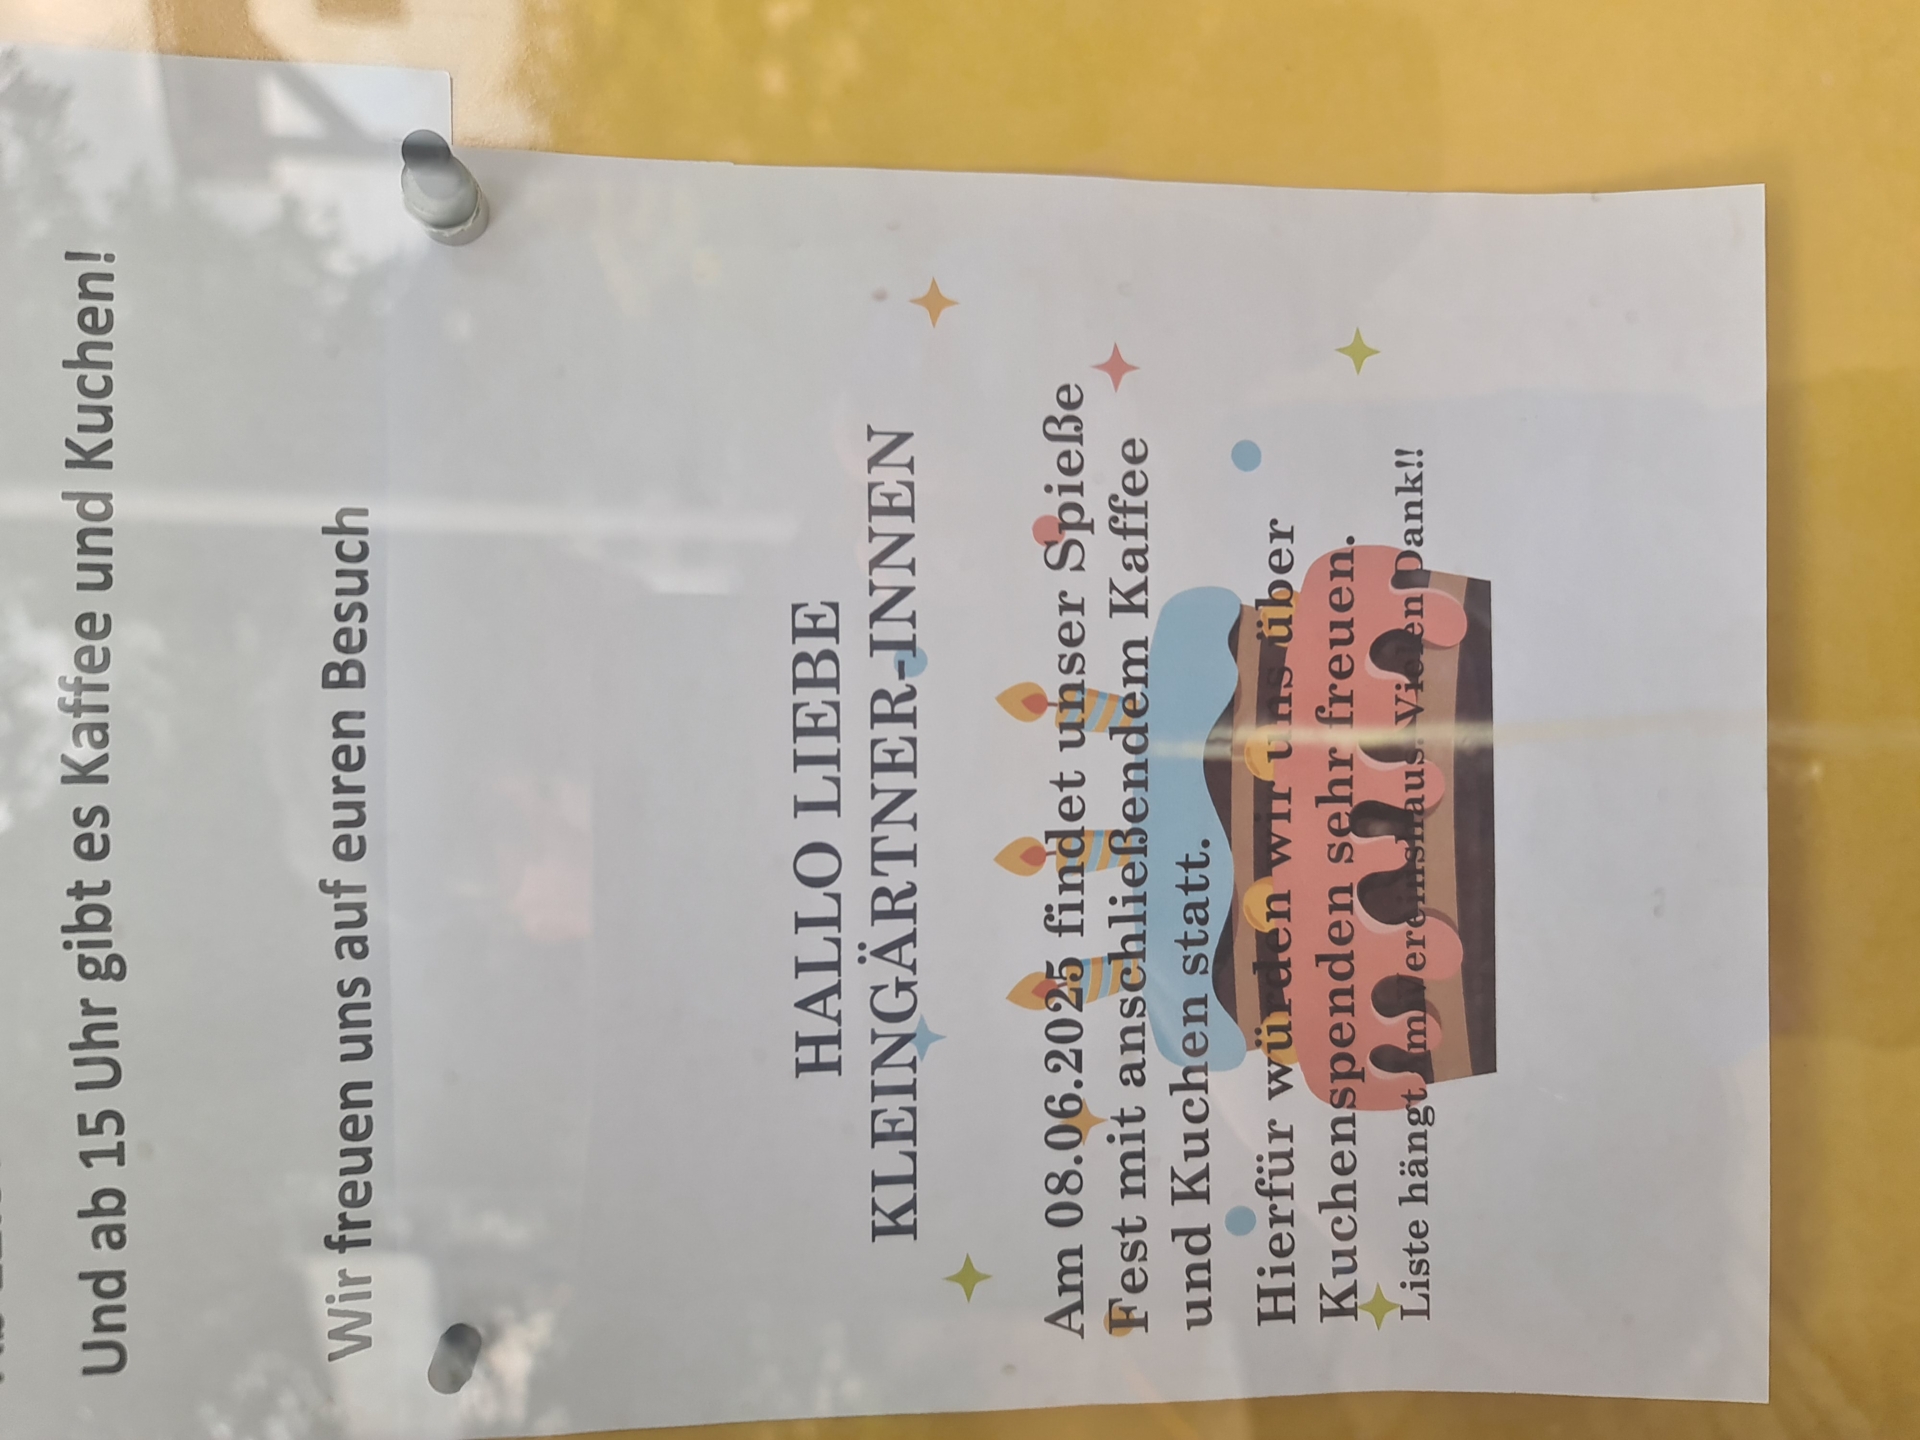 Und ab 15 Uhr gibt es Kaffee und Kuchen!
Wir freuen uns auf euren Besuch
HALLO LIEBE
KLEINGÄRTNER-INNEN
Am 08.06.2025 findet unser Spieße
Fest mit anschließendem Kaffee
und Kuchen statt.
Hierfür würden wir uns über
Kuchenspenden sehr freuen.
Liste hängt im Vereinshaus. Vielen Dank!!